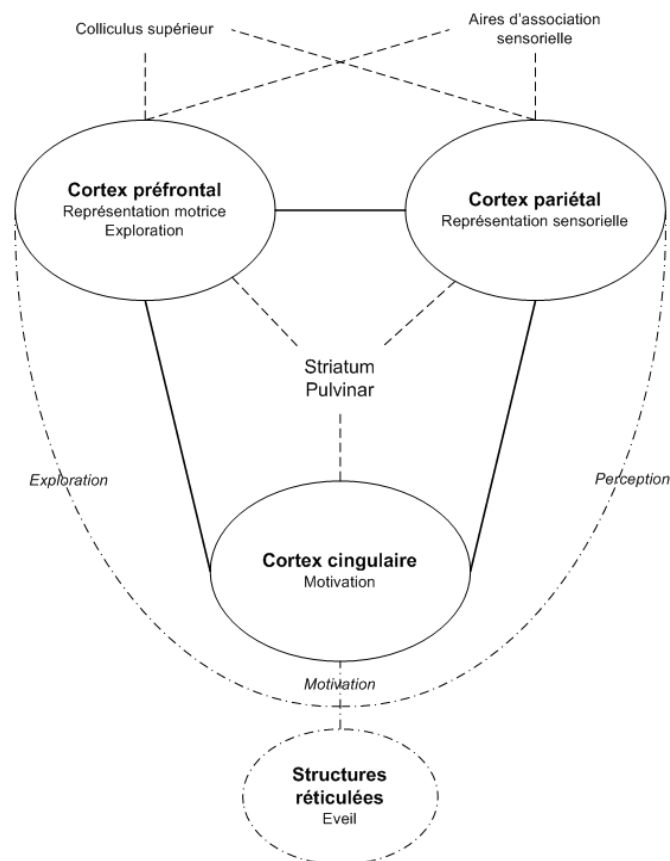 Colliculus supérieur
Aires d'association
sensorielle
Cortex préfrontal
Représentation motrice
Exploration
Cortex pariétal
Représentation sensorielle
Striatum
Pulvinar
Exploration
Perception
Cortex cingulaire
Motivation
Motivation
Structures
réticulées
Eveil